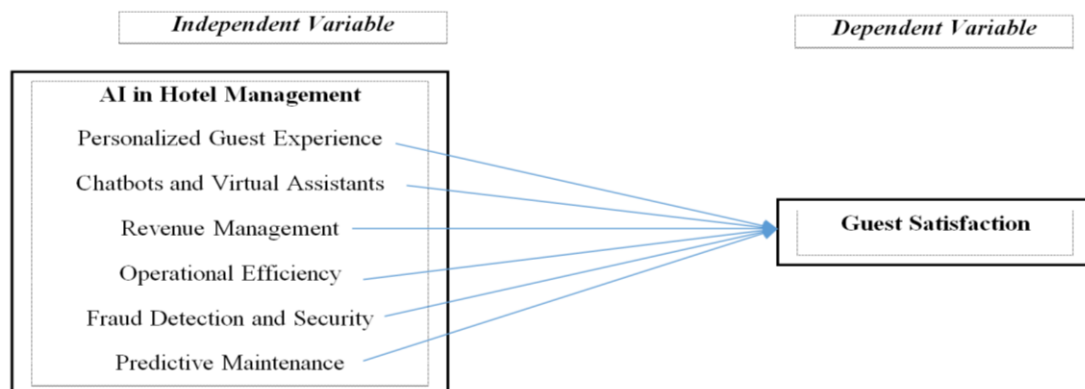 Independent Variable
Dependent Variable
AI in Hotel Management
Personalized Guest Experience
Chatbots and Virtual Assistants
Revenue Management
Operational Efficiency
Fraud Detection and Security
Predictive Maintenance
Guest Satisfaction